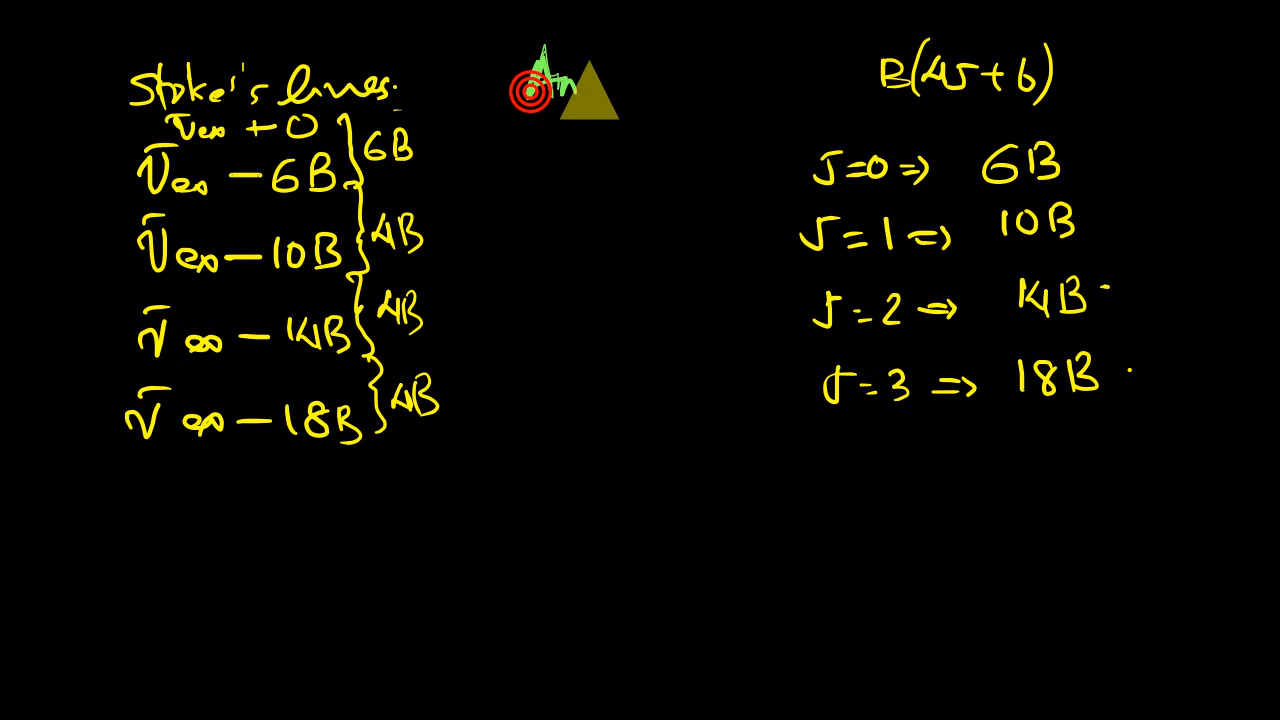 Stoke's lines.
ν̄ex + 0
6B
ν̄ex – 6B
4B
ν̄ex – 10B
4B
ν̄ex – 14B
4B
ν̄ex – 18B
B(4J+6)
J=0 => 6B
J=1 => 10B
J=2 => 14B
J=3 => 18B